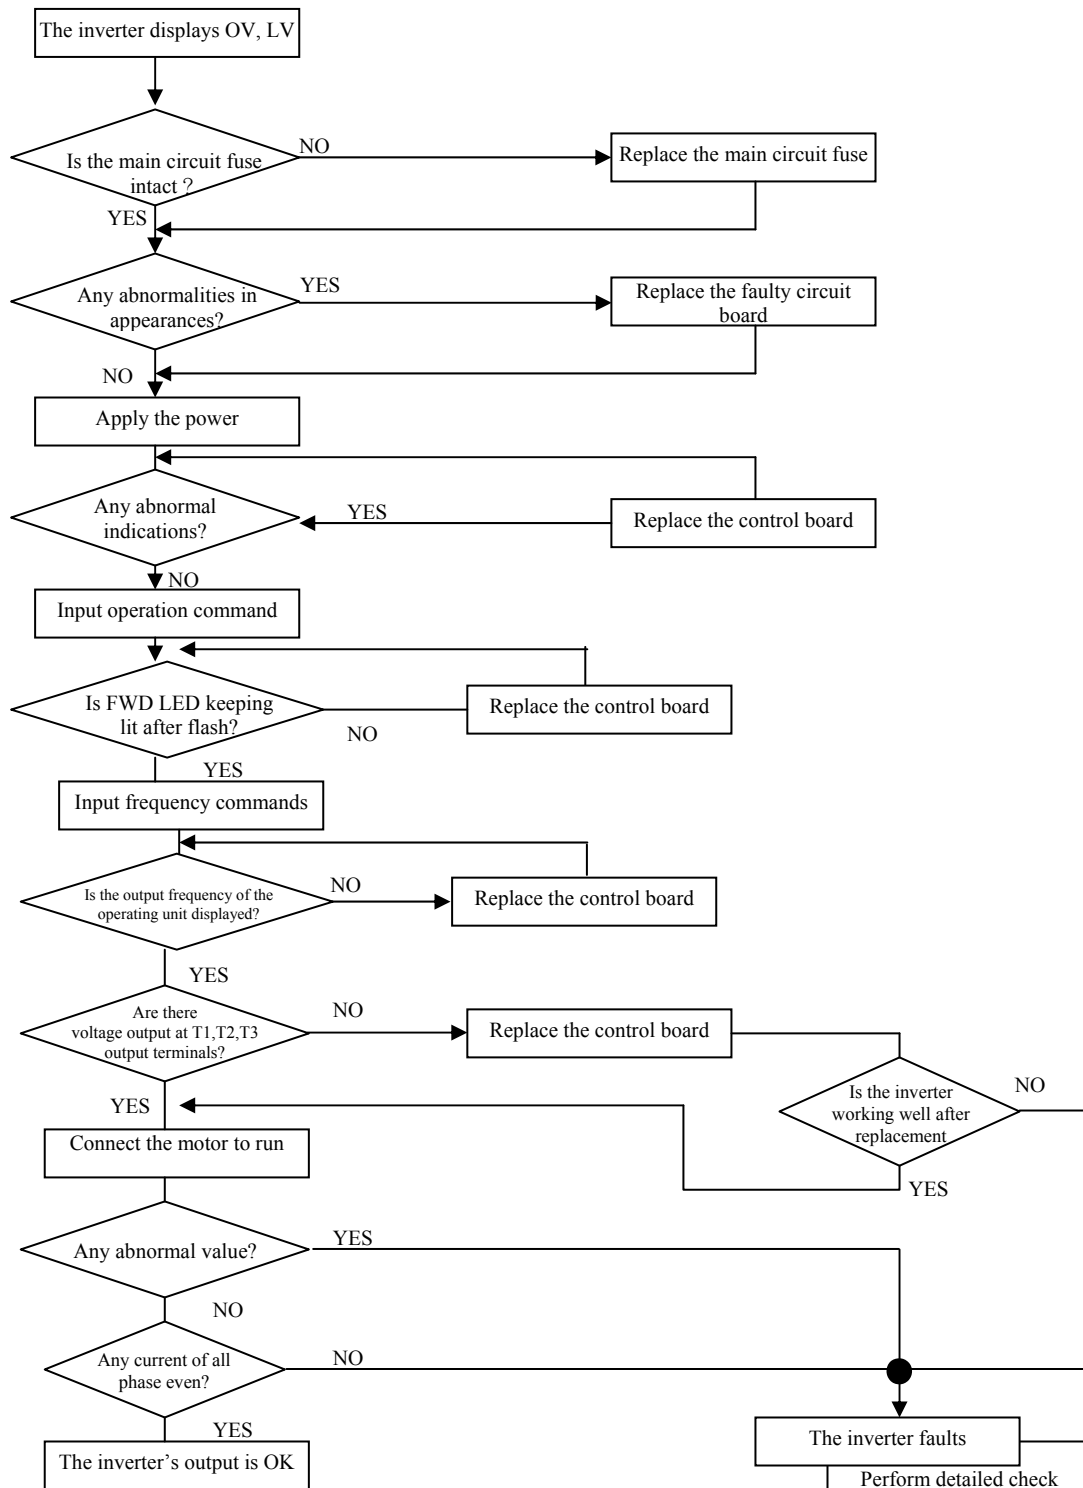 The inverter displays OV, LV
Is the main circuit fuse
intact ?
NO
Replace the main circuit fuse
YES
Any abnormalities in
appearances?
YES
Replace the faulty circuit
board
NO
Apply the power
Any abnormal
indications?
YES
Replace the control board
NO
Input operation command
Is FWD LED keeping
lit after flash?
NO
Replace the control board
YES
Input frequency commands
Is the output frequency of the
operating unit displayed?
NO
Replace the control board
YES
Are there
voltage output at T1,T2,T3
output terminals?
NO
Replace the control board
Is the inverter
working well after
replacement
NO
YES
YES
Connect the motor to run
Any abnormal value?
YES
NO
Any current of all
phase even?
NO
YES
The inverter’s output is OK
The inverter faults
Perform detailed check